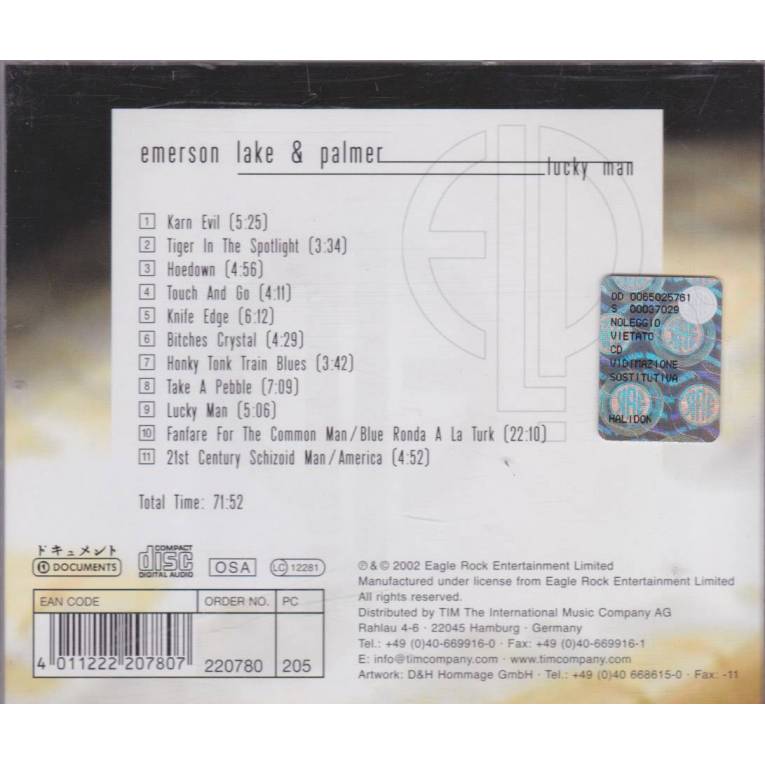 emerson lake & palmer
lucky man
1 Karn Evil (5:25)
2 Tiger In The Spotlight (3:34)
3 Hoedown (4:56)
4 Touch And Go (4:11)
5 Knife Edge (6:12)
6 Bitches Crystal (4:29)
7 Honky Tonk Train Blues (3:42)
8 Take A Pebble (7:09)
9 Lucky Man (5:06)
10 Fanfare For The Common Man/Blue Ronda A La Turk (22:10)
11 21st Century Schizoid Man/America (4:52)
Total Time: 71:52
ELP
DD 0065025761
S 00037029
NOLEGGIO
VIETATO
CD
VIDIMAZIONE
SOSTITUTIVA
HALIDON
ドキュメント
DOCUMENTS
COMPACT
disc
DIGITAL AUDIO
OSA
LC 12281
EAN CODE
ORDER NO.
PC
4 011222 207807
220780
205
℗ & © 2002 Eagle Rock Entertainment Limited
Manufactured under license from Eagle Rock Entertainment Limited
All rights reserved.
Distributed by TIM The International Music Company AG
Rahlau 4-6 · 22045 Hamburg · Germany
Tel.: +49 (0)40-669916-0 · Fax: +49 (0)40-669916-1
E: info@timcompany.com · www.timcompany.com
Artwork: D&H Hommage GmbH · Tel.: +49 (0)40 668615-0 · Fax: -11